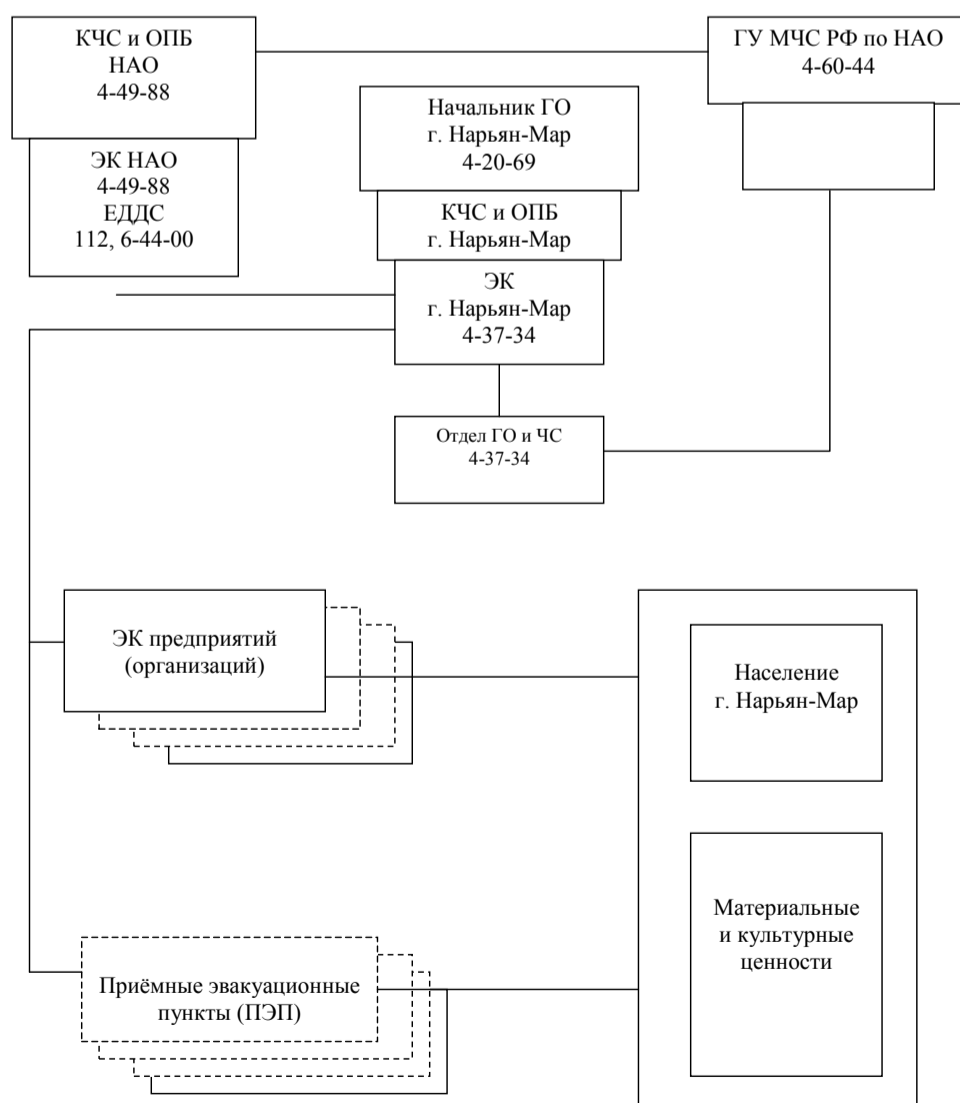 КЧС и ОПБ
НАО
4-49-88
ГУ МЧС РФ по НАО
4-60-44
Начальник ГО
г. Нарьян-Мар
4-20-69
ЭК НАО
4-49-88
ЕДДС
112, 6-44-00
КЧС и ОПБ
г. Нарьян-Мар
ЭК
г. Нарьян-Мар
4-37-34
Отдел ГО и ЧС
4-37-34
ЭК предприятий
(организаций)
Население
г. Нарьян-Мар
Материальные
и культурные
ценности
Приёмные эвакуационные
пункты (ПЭП)